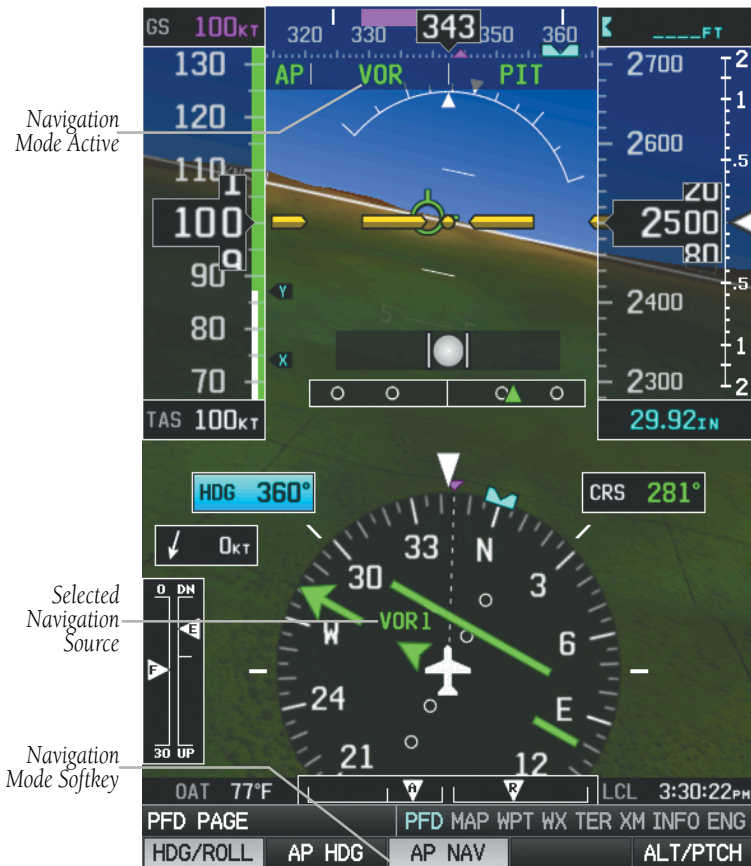 GS 100KT
320 330 343 350 360
____FT
AP VOR PIT
Navigation
Mode Active
130
120
110
1
100
9
90
80
70
TAS 100KT
2700
2600
20
2500
80
2400
2300
29.92IN
2
1
.5
.5
1
2
Y
X
5 5
HDG 360°
CRS 281°
0KT
Selected
Navigation
Source
VOR1
33 N 3 6 E 12 21 24 W 30
0 DN
E
F
30 UP
Navigation
Mode Softkey
OAT 77°F
A R
LCL 3:30:22PM
PFD PAGE
PFD MAP WPT WX TER XM INFO ENG
HDG/ROLL AP HDG AP NAV ALT/PTCH